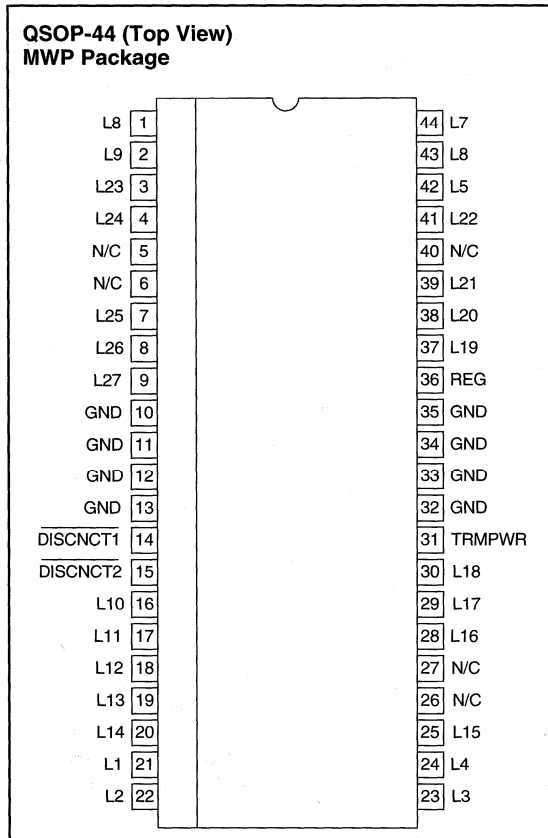 QSOP-44 (Top View)
MWP Package
L8 1 44 L7
L9 2 43 L8
L23 3 42 L5
L24 4 41 L22
N/C 5 40 N/C
N/C 6 39 L21
L25 7 38 L20
L26 8 37 L19
L27 9 36 REG
GND 10 35 GND
GND 11 34 GND
GND 12 33 GND
GND 13 32 GND
DISCNCT1 14 31 TRMPWR
DISCNCT2 15 30 L18
L10 16 29 L17
L11 17 28 L16
L12 18 27 N/C
L13 19 26 N/C
L14 20 25 L15
L1 21 24 L4
L2 22 23 L3